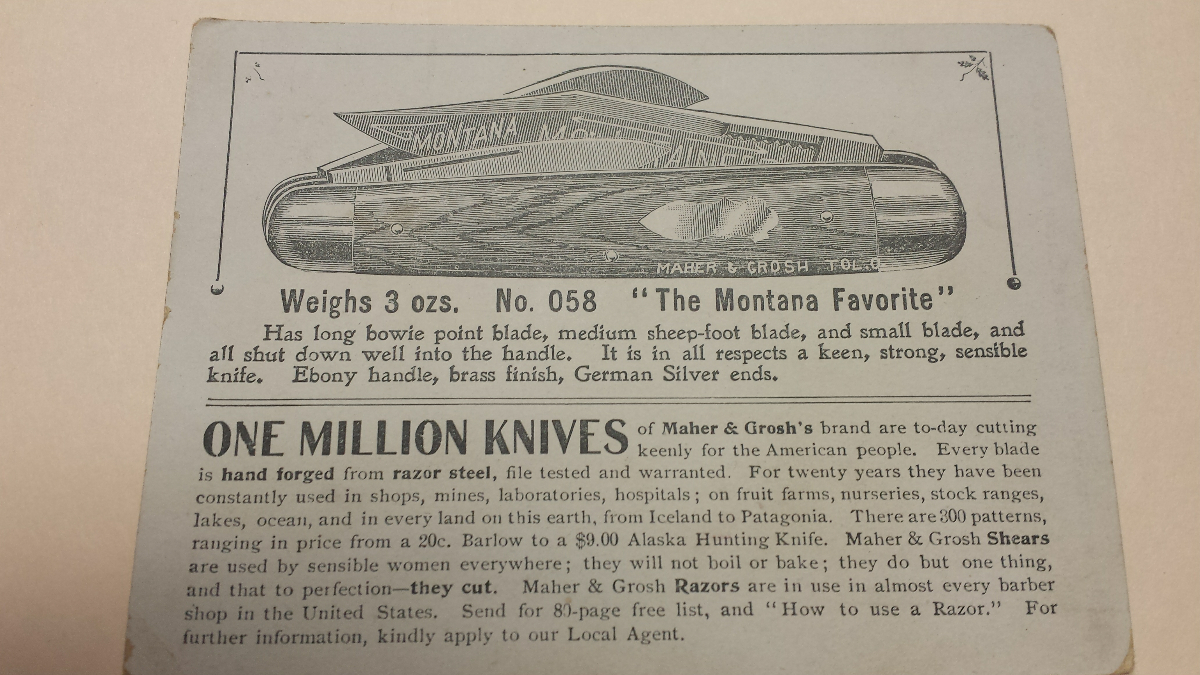 MONTANA
MAHER & GROSH TOL.O
Weighs 3 ozs. No. 058 "The Montana Favorite"
Has long bowie point blade, medium sheep-foot blade, and small blade, and
all shut down well into the handle. It is in all respects a keen, strong, sensible
knife. Ebony handle, brass finish, German Silver ends.
ONE MILLION KNIVES of Maher & Grosh's brand are to-day cutting
keenly for the American people. Every blade
is hand forged from razor steel, file tested and warranted. For twenty years they have been
constantly used in shops, mines, laboratories, hospitals; on fruit farms, nurseries, stock ranges,
lakes, ocean, and in every land on this earth, from Iceland to Patagonia. There are 300 patterns,
ranging in price from a 20c. Barlow to a $9.00 Alaska Hunting Knife. Maher & Grosh Shears
are used by sensible women everywhere; they will not boil or bake; they do but one thing,
and that to perfection—they cut. Maher & Grosh Razors are in use in almost every barber
shop in the United States. Send for 80-page free list, and "How to use a Razor." For
further information, kindly apply to our Local Agent.